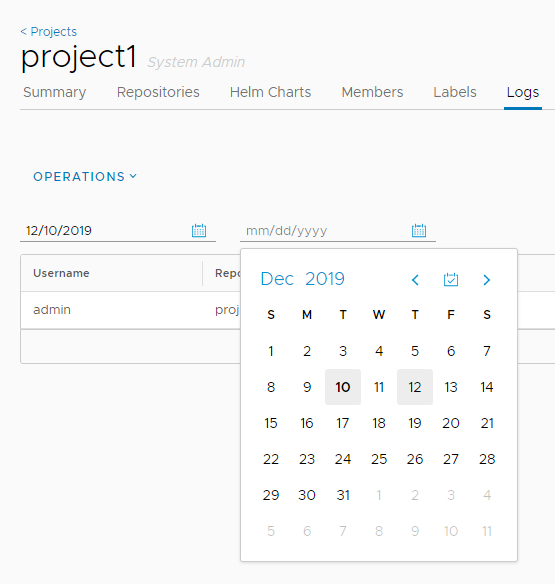 < Projects
project1 System Admin
Summary Repositories Helm Charts Members Labels Logs
OPERATIONS
12/10/2019 mm/dd/yyyy
Username Repo
admin proj
Dec 2019
S M T W T F S
1 2 3 4 5 6 7
8 9 10 11 12 13 14
15 16 17 18 19 20 21
22 23 24 25 26 27 28
29 30 31 1 2 3 4
5 6 7 8 9 10 11